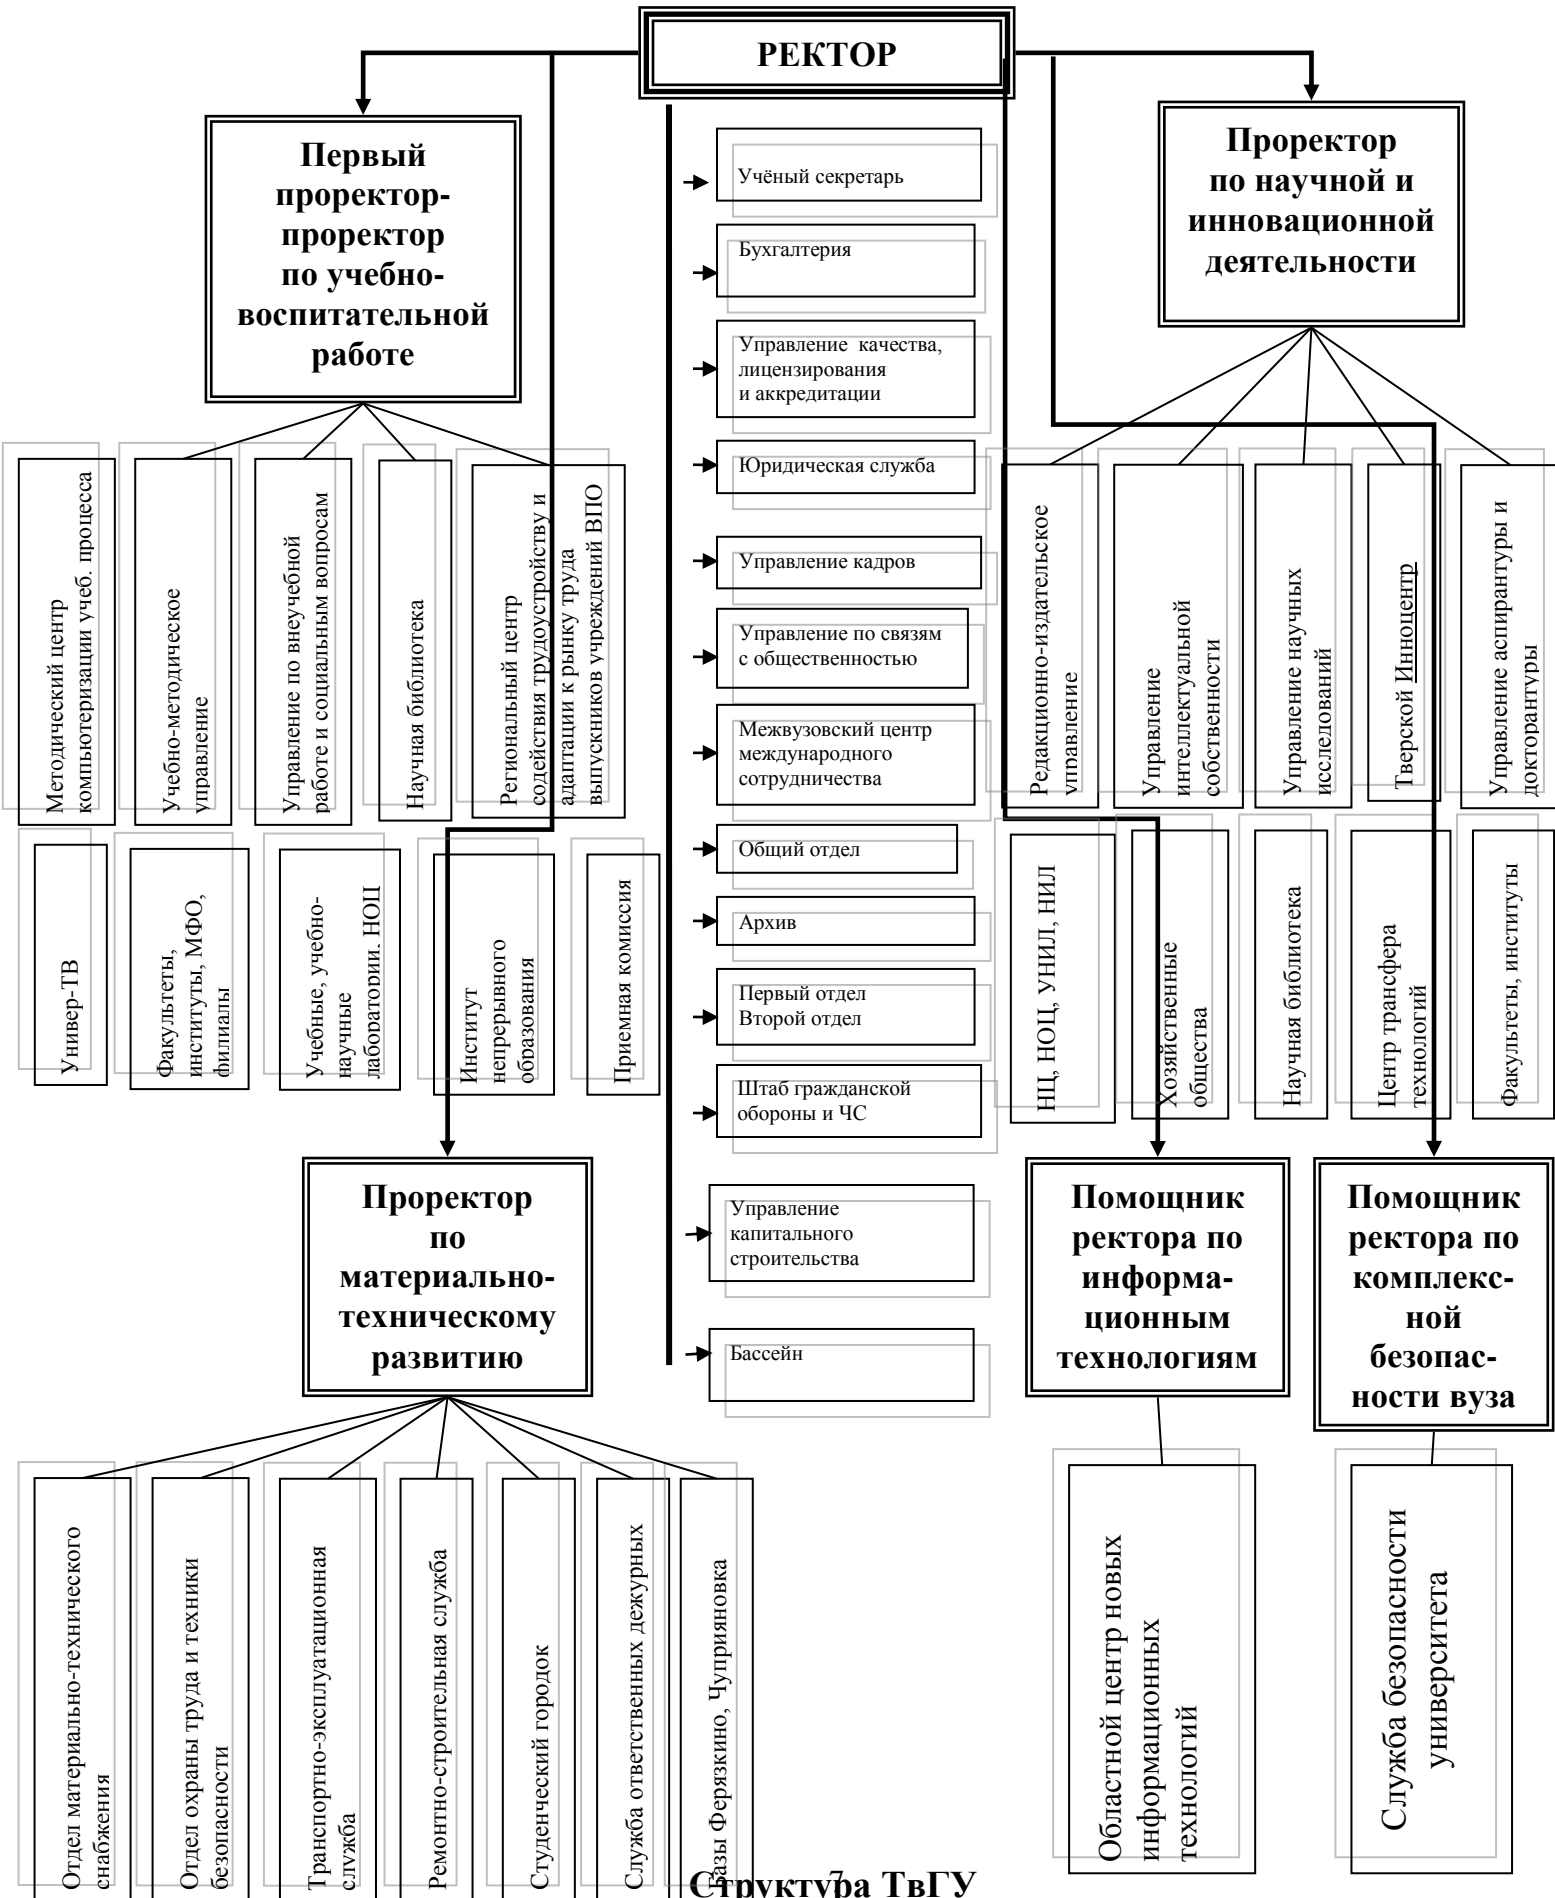 РЕКТОР
Первый
проректор-
проректор
по учебно-
воспитательной
работе
Проректор
по научной и
инновационной
деятельности
Учёный секретарь
Бухгалтерия
Управление качества,
лицензирования
и аккредитации
Юридическая служба
Управление кадров
Управление по связям
с общественностью
Межвузовский центр
международного
сотрудничества
Общий отдел
Архив
Первый отдел
Второй отдел
Штаб гражданской
обороны и ЧС
Управление
капитального
строительства
Бассейн
Методический центр
компьютеризации учеб. процесса
Учебно-методическое
управление
Управление по внеучебной
работе и социальным вопросам
Научная библиотека
Региональный центр
содействия трудоустройству и
адаптации к рынку труда
выпускников учреждений ВПО
Редакционно-издательское
управление
Управление
интеллектуальной
собственности
Управление научных
исследований
Тверской Инноцентр
Управление аспирантуры и
докторантуры
Универ-ТВ
Факультеты,
институты, МФО,
филиалы
Учебные, учебно-
научные
лаборатории. НОЦ
Институт
непрерывного
образования
Приемная комиссия
НЦ, НОЦ, УНИЛ, НИЛ
Хозяйственные
общества
Научная библиотека
Центр трансфера
технологий
Факультеты, институты
Проректор
по
материально-
техническому
развитию
Помощник
ректора по
информа-
ционным
технологиям
Помощник
ректора по
комплекс-
ной
безопас-
ности вуза
Отдел материально-технического
снабжения
Отдел охраны труда и техники
безопасности
Транспортно-эксплуатационная
служба
Ремонтно-строительная служба
Студенческий городок
Служба ответственных дежурных
Базы Ферязкино, Чуприяновка
Областной центр новых
информационных
технологий
Служба безопасности
университета
Структура ТвГУ
7